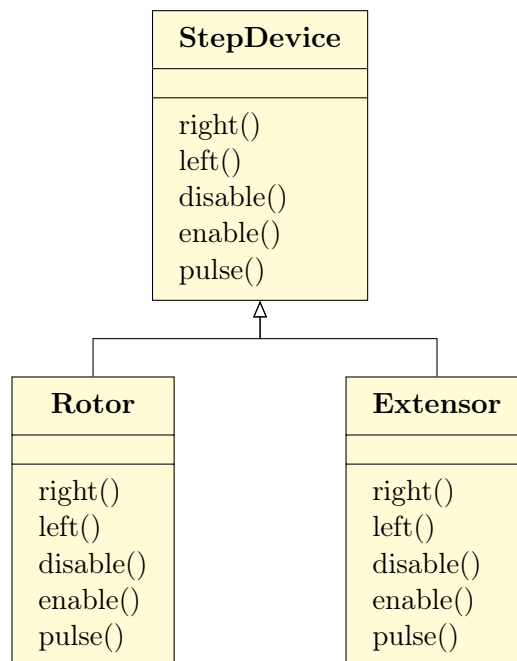 StepDevice
right()
left()
disable()
enable()
pulse()
Rotor
right()
left()
disable()
enable()
pulse()
Extensor
right()
left()
disable()
enable()
pulse()